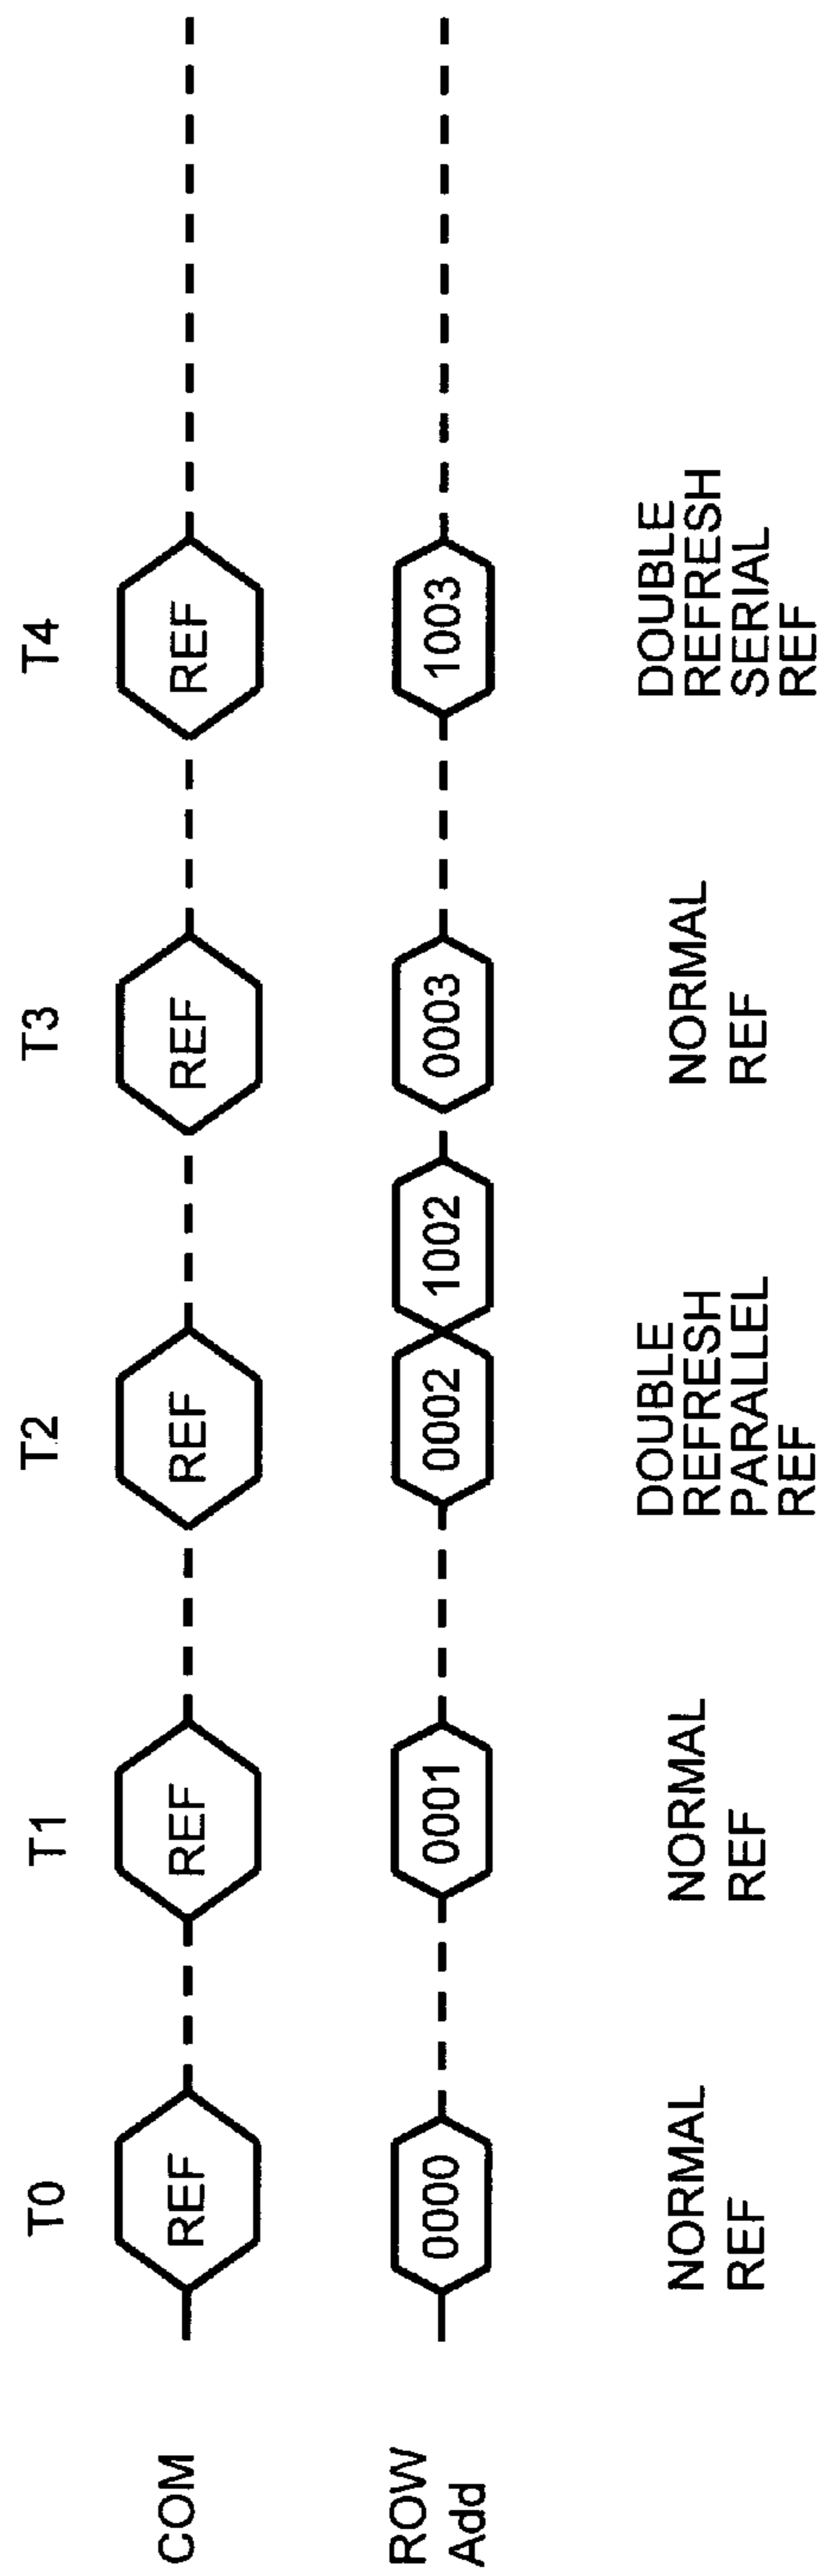 T0 T1 T2 T3 T4
COM REF REF REF REF REF
ROW
Add
0000 0001 0002 1002 0003 1003
NORMAL
REF
NORMAL
REF
DOUBLE
REFRESH
PARALLEL
REF
NORMAL
REF
DOUBLE
REFRESH
SERIAL
REF